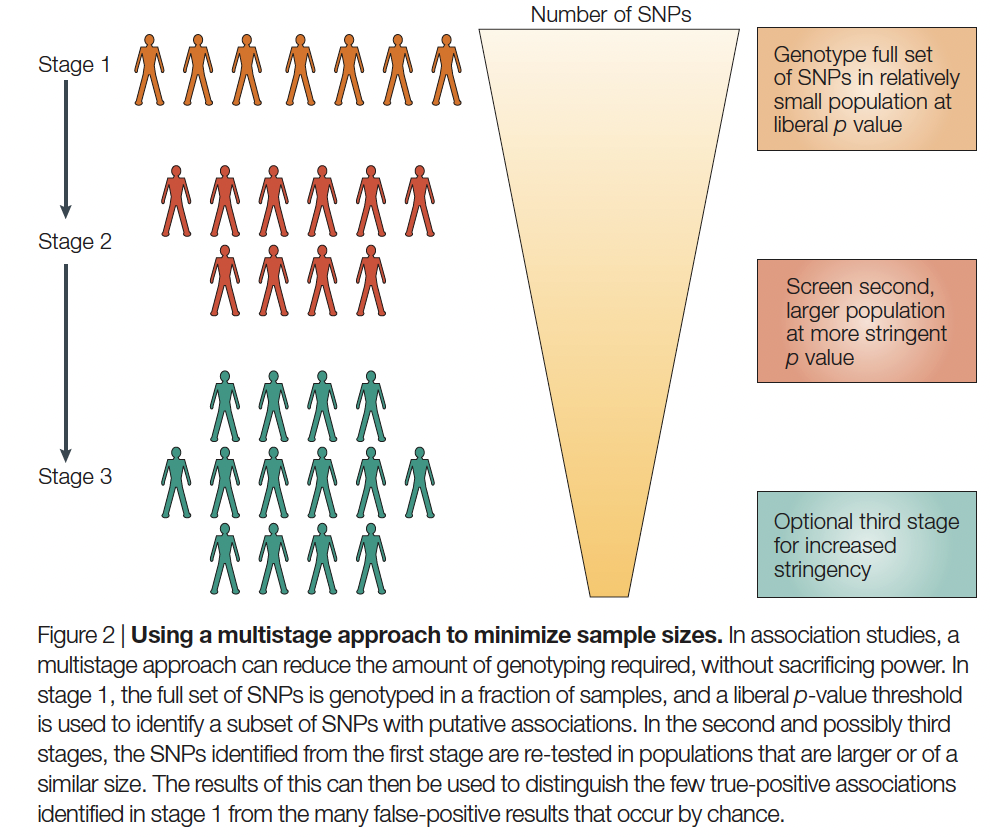 Number of SNPs
Stage 1
Genotype full set
of SNPs in relatively
small population at
liberal p value
Stage 2
Screen second,
larger population
at more stringent
p value
Stage 3
Optional third stage
for increased
stringency
Figure 2 | Using a multistage approach to minimize sample sizes. In association studies, a
multistage approach can reduce the amount of genotyping required, without sacrificing power. In
stage 1, the full set of SNPs is genotyped in a fraction of samples, and a liberal p-value threshold
is used to identify a subset of SNPs with putative associations. In the second and possibly third
stages, the SNPs identified from the first stage are re-tested in populations that are larger or of a
similar size. The results of this can then be used to distinguish the few true-positive associations
identified in stage 1 from the many false-positive results that occur by chance.